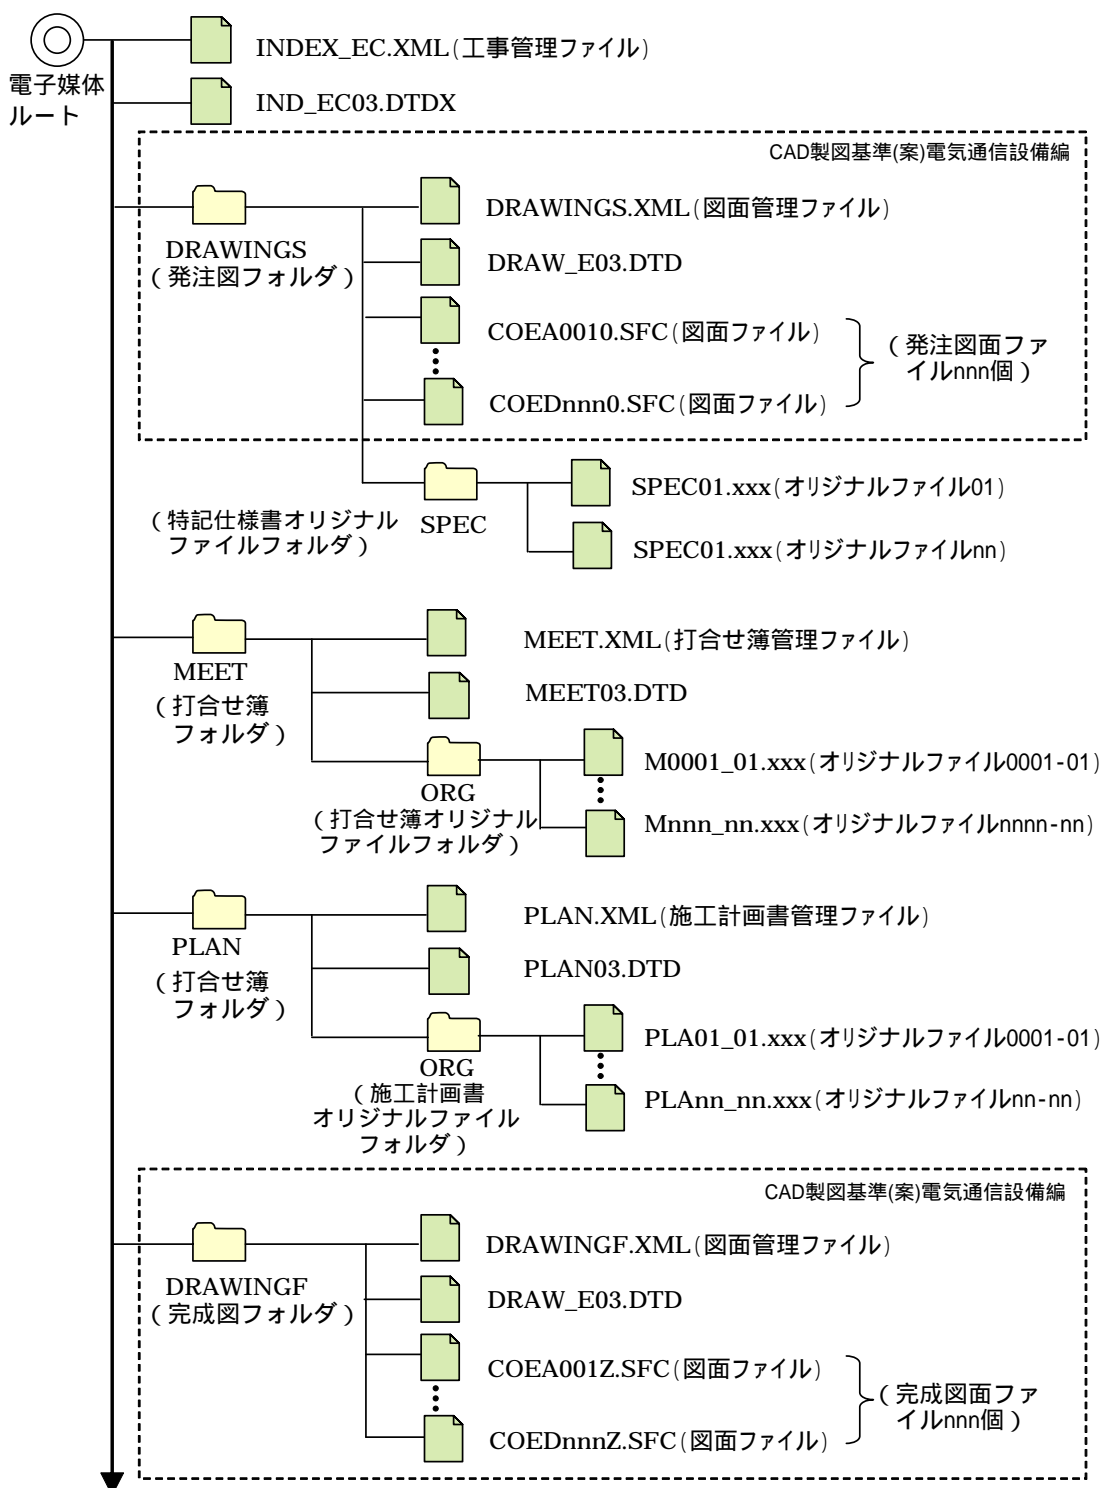 INDEX_EC.XML(工事管理ファイル)
電子媒体
ルート
IND_EC03.DTDX
CAD製図基準(案)電気通信設備編
DRAWINGS.XML(図面管理ファイル)
DRAWINGS
(発注図フォルダ)
DRAW_E03.DTD
COEA0010.SFC(図面ファイル)
(発注図面ファ
イルnnn個)
COEDnnn0.SFC(図面ファイル)
SPEC01.xxx(オリジナルファイル01)
(特記仕様書オリジナル
ファイルフォルダ)
SPEC
SPEC01.xxx(オリジナルファイルnn)
MEET.XML(打合せ簿管理ファイル)
MEET
(打合せ簿
フォルダ)
MEET03.DTD
M0001_01.xxx(オリジナルファイル0001-01)
ORG
(打合せ簿オリジナル
ファイルフォルダ)
Mnnn_nn.xxx(オリジナルファイルnnnn-nn)
PLAN.XML(施工計画書管理ファイル)
PLAN
(打合せ簿
フォルダ)
PLAN03.DTD
PLA01_01.xxx(オリジナルファイル0001-01)
ORG
(施工計画書
オリジナルファイル
フォルダ)
PLAnn_nn.xxx(オリジナルファイルnn-nn)
CAD製図基準(案)電気通信設備編
DRAWINGF.XML(図面管理ファイル)
DRAWINGF
(完成図フォルダ)
DRAW_E03.DTD
COEA001Z.SFC(図面ファイル)
(完成図面ファ
イルnnn個)
COEDnnnZ.SFC(図面ファイル)